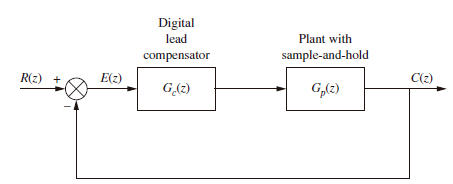 Digital
lead
compensator
Plant with
sample-and-hold
R(z) + E(z) G_c(z) G_p(z) C(z)
−